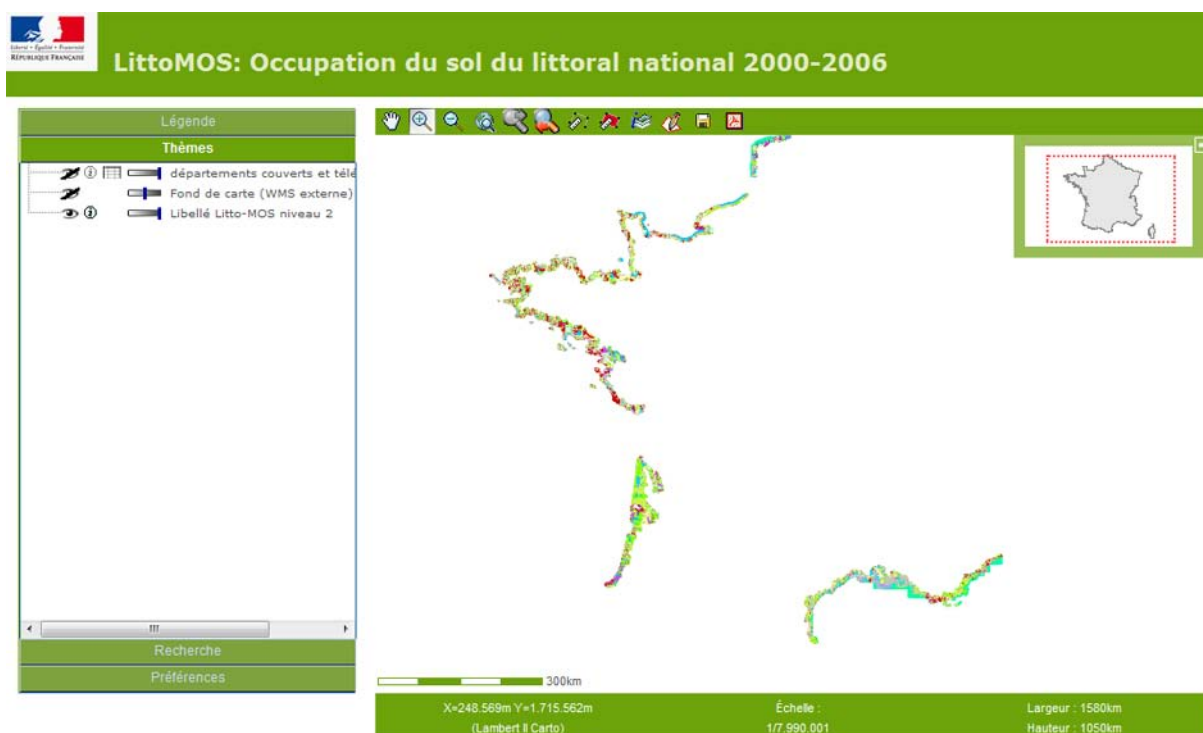 Liberté • Égalité • Fraternité
RÉPUBLIQUE FRANÇAISE
LittoMOS: Occupation du sol du littoral national 2000-2006
Légende
Thèmes
départements couverts et télé
Fond de carte (WMS externe)
Libellé Litto-MOS niveau 2
Recherche
Préférences
300km
X=248.569m Y=1.715.562m
(Lambert II Carto)
Échelle :
1/7.990.001
Largeur : 1580km
Hauteur : 1050km